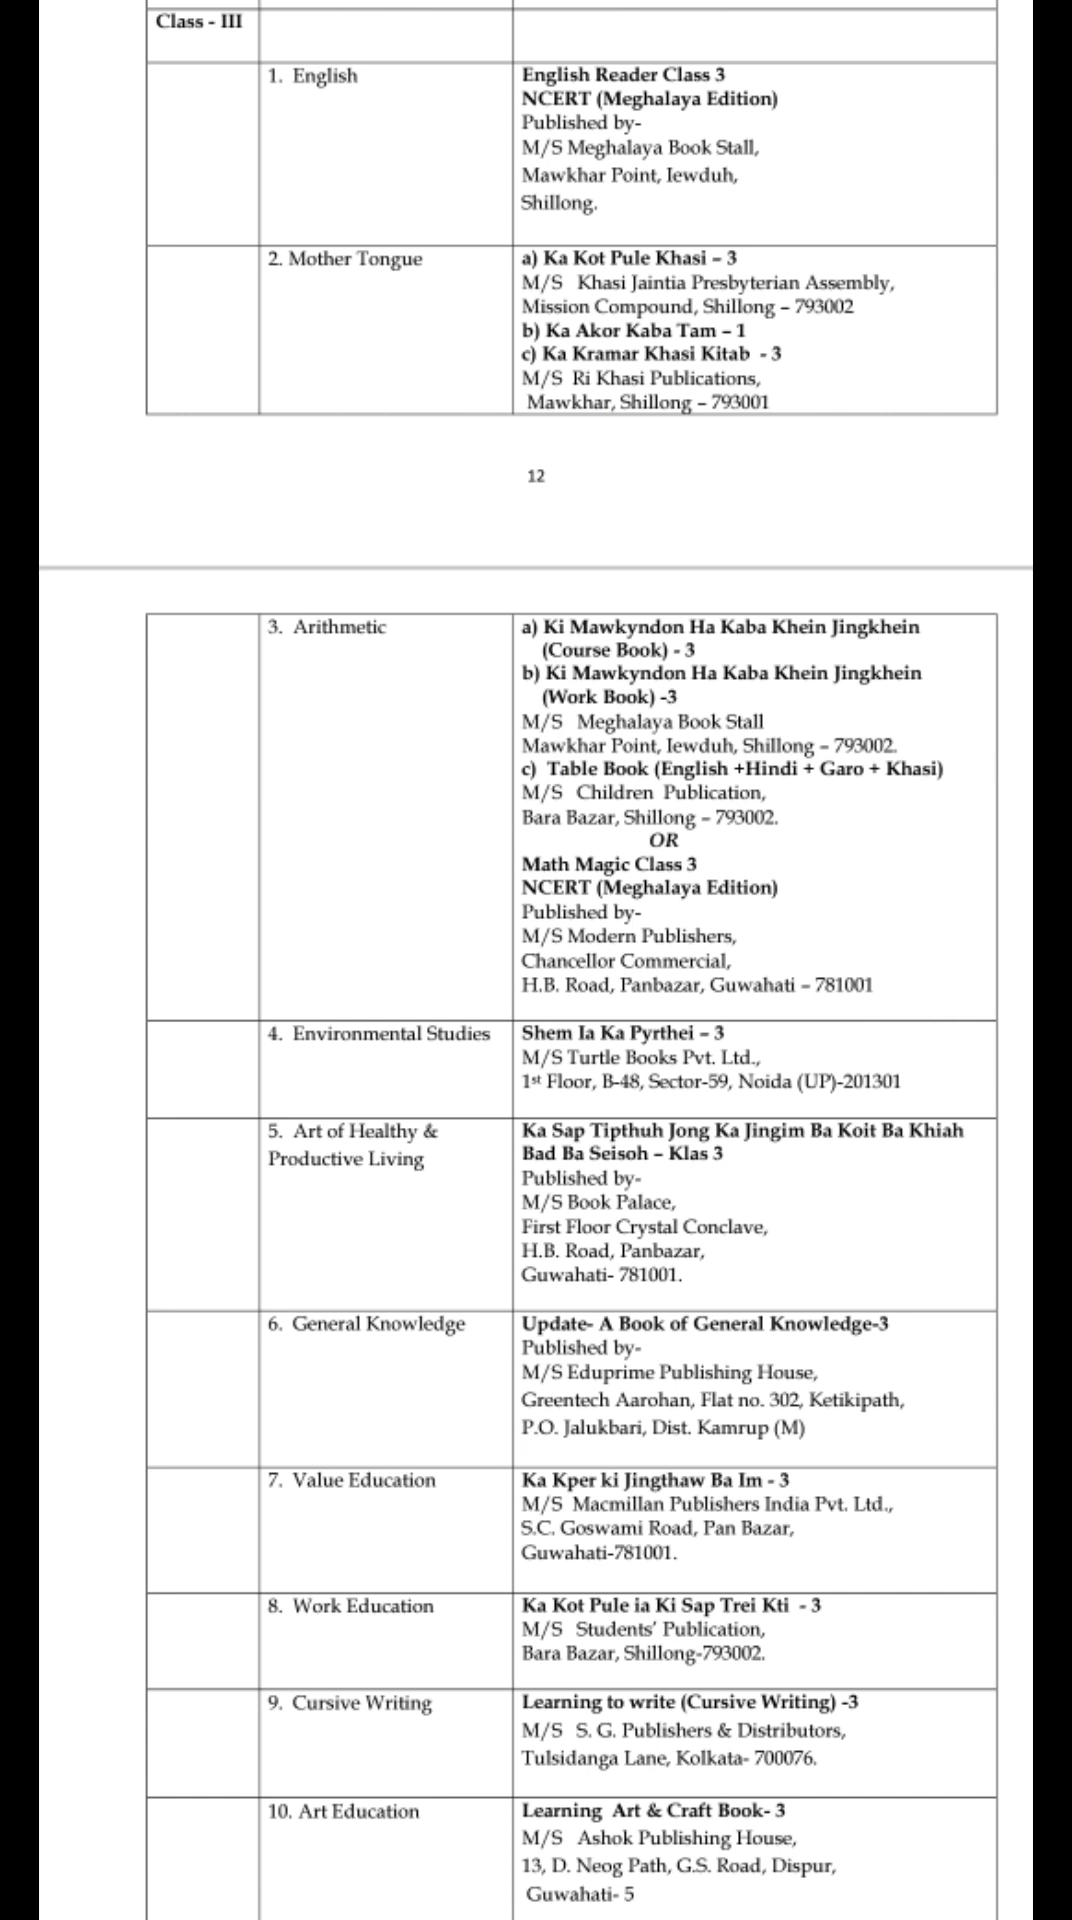 Class - III
1. English
English Reader Class 3
NCERT (Meghalaya Edition)
Published by-
M/S Meghalaya Book Stall,
Mawkhar Point, Iewduh,
Shillong.
2. Mother Tongue
a) Ka Kot Pule Khasi – 3
M/S Khasi Jaintia Presbyterian Assembly,
Mission Compound, Shillong – 793002
b) Ka Akor Kaba Tam – 1
c) Ka Kramar Khasi Kitab - 3
M/S Ri Khasi Publications,
Mawkhar, Shillong – 793001
12
3. Arithmetic
a) Ki Mawkyndon Ha Kaba Khein Jingkhein
(Course Book) - 3
b) Ki Mawkyndon Ha Kaba Khein Jingkhein
(Work Book) -3
M/S Meghalaya Book Stall
Mawkhar Point, Iewduh, Shillong – 793002.
c) Table Book (English +Hindi + Garo + Khasi)
M/S Children Publication,
Bara Bazar, Shillong – 793002.
OR
Math Magic Class 3
NCERT (Meghalaya Edition)
Published by-
M/S Modern Publishers,
Chancellor Commercial,
H.B. Road, Panbazar, Guwahati – 781001
4. Environmental Studies
Shem Ia Ka Pyrthei – 3
M/S Turtle Books Pvt. Ltd.,
1st Floor, B-48, Sector-59, Noida (UP)-201301
5. Art of Healthy &
Productive Living
Ka Sap Tipthuh Jong Ka Jingim Ba Koit Ba Khiah
Bad Ba Seisoh – Klas 3
Published by-
M/S Book Palace,
First Floor Crystal Conclave,
H.B. Road, Panbazar,
Guwahati- 781001.
6. General Knowledge
Update- A Book of General Knowledge-3
Published by-
M/S Eduprime Publishing House,
Greentech Aarohan, Flat no. 302, Ketikipath,
P.O. Jalukbari, Dist. Kamrup (M)
7. Value Education
Ka Kper ki Jingthaw Ba Im - 3
M/S Macmillan Publishers India Pvt. Ltd.,
S.C. Goswami Road, Pan Bazar,
Guwahati-781001.
8. Work Education
Ka Kot Pule ia Ki Sap Trei Kti - 3
M/S Students’ Publication,
Bara Bazar, Shillong-793002.
9. Cursive Writing
Learning to write (Cursive Writing) -3
M/S S. G. Publishers & Distributors,
Tulsidanga Lane, Kolkata- 700076.
10. Art Education
Learning Art & Craft Book- 3
M/S Ashok Publishing House,
13, D. Neog Path, G.S. Road, Dispur,
Guwahati- 5